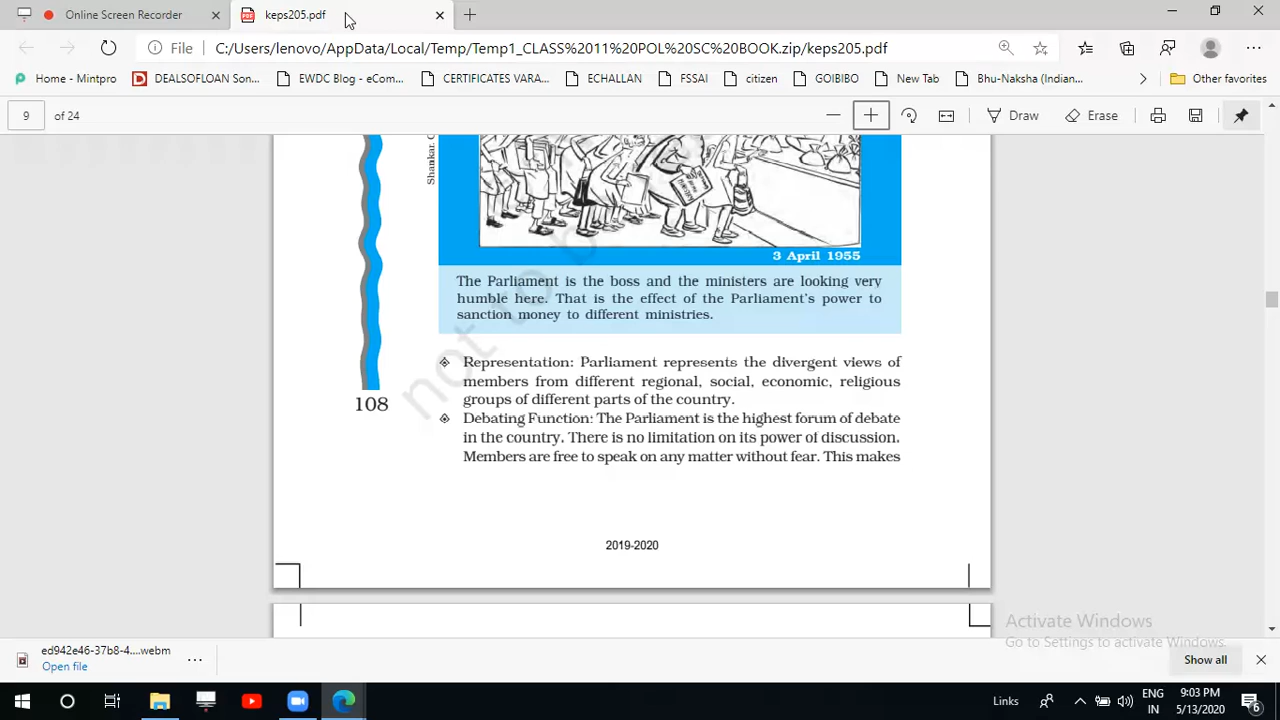 Online Screen Recorder
keps205.pdf
File
C:/Users/lenovo/AppData/Local/Temp/Temp1_CLASS%2011%20POL%20SC%20BOOK.zip/keps205.pdf
Home - Mintpro
DEALSOFLOAN Son...
EWDC Blog - eCom...
CERTIFICATES VARA...
ECHALLAN
FSSAI
citizen
GOIBIBO
New Tab
Bhu-Naksha (Indian...
Other favorites
9 of 24
Draw
Erase
Shankar.
3 April 1955
The Parliament is the boss and the ministers are looking very
humble here. That is the effect of the Parliament's power to
sanction money to different ministries.
Representation: Parliament represents the divergent views of
members from different regional, social, economic, religious
groups of different parts of the country.
108
Debating Function: The Parliament is the highest forum of debate
in the country. There is no limitation on its power of discussion.
Members are free to speak on any matter without fear. This makes
not to b
2019-2020
Activate Windows
Go to Settings to activate Windows.
ed942e46-37b8-4....webm
Open file
Show all
Links
ENG
IN
9:03 PM
5/13/2020
6